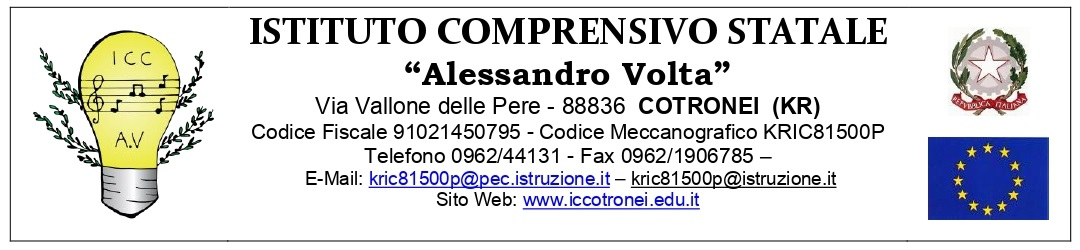 ISTITUTO COMPRENSIVO STATALE
“Alessandro Volta”
Via Vallone delle Pere - 88836 COTRONEI (KR)
Codice Fiscale 91021450795 - Codice Meccanografico KRIC81500P
Telefono 0962/44131 - Fax 0962/1906785 –
E-Mail: kric81500p@pec.istruzione.it – kric81500p@istruzione.it
Sito Web: www.iccotronei.edu.it
ICC
A.V
REPVBBLICA ITALIANA